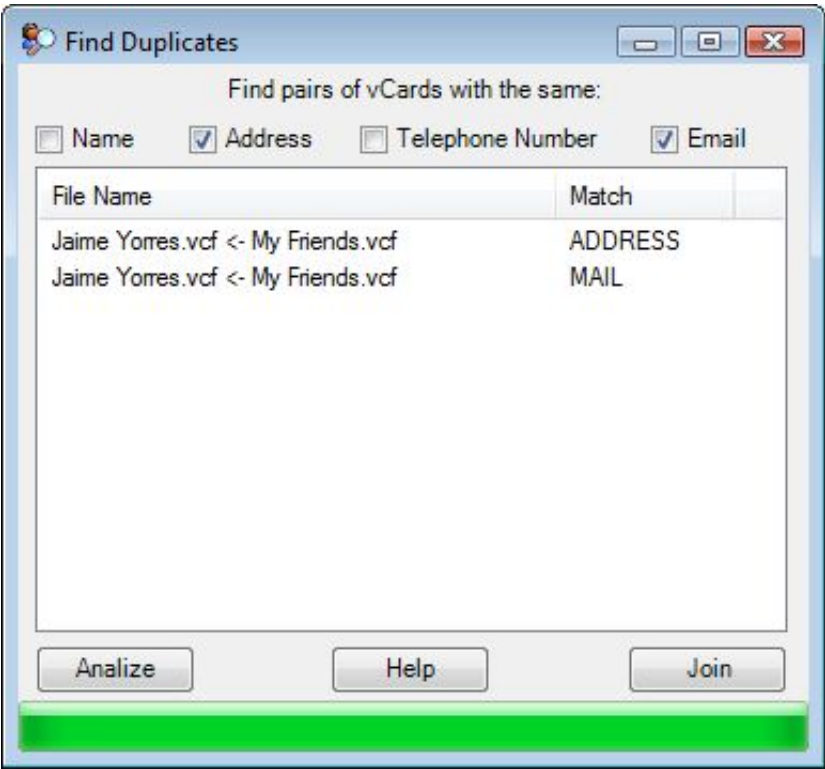 Find Duplicates
Find pairs of vCards with the same:
Name Address Telephone Number Email
File Name Match
Jaime Yorres.vcf <- My Friends.vcf ADDRESS
Jaime Yorres.vcf <- My Friends.vcf MAIL
Analize Help Join